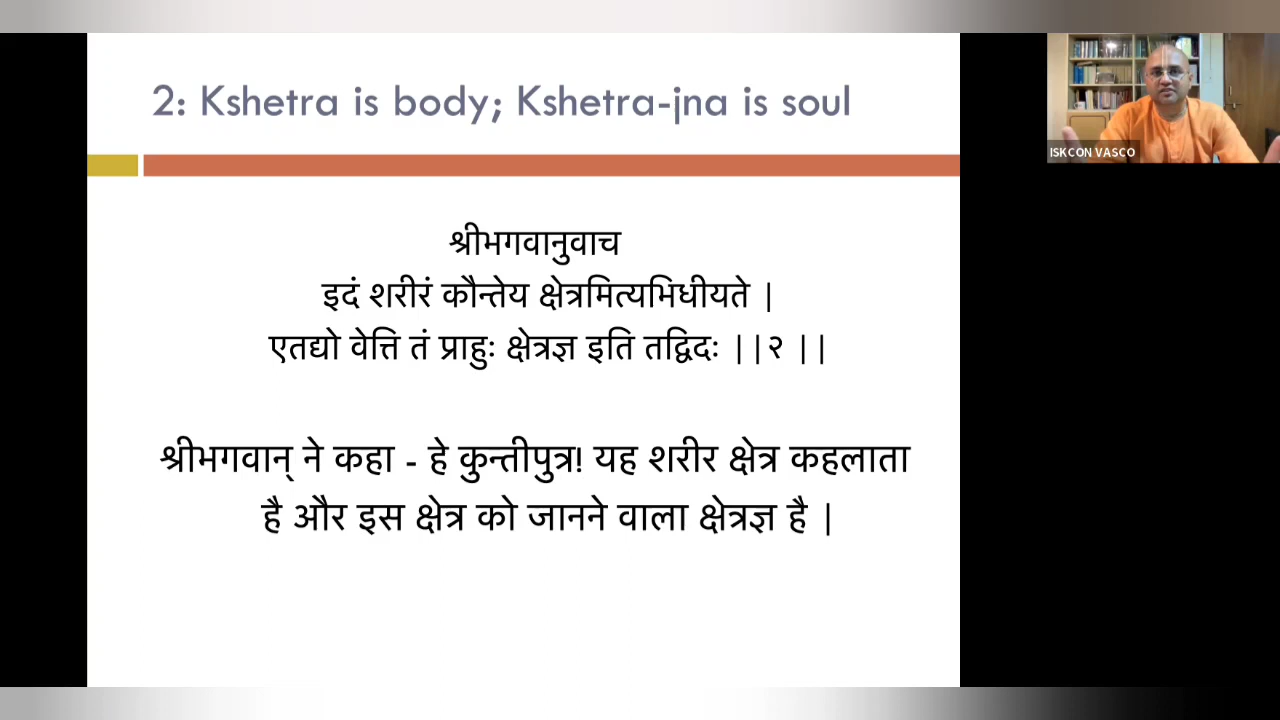 2: Kshetra is body; Kshetra-jna is soul
ISKCON VASCO
श्रीभगवानुवाच
इदं शरीरं कौन्तेय क्षेत्रमित्यभिधीयते |
एतद्यो वेत्ति तं प्राहुः क्षेत्रज्ञ इति तद्विदः ||२ ||
श्रीभगवान् ने कहा - हे कुन्तीपुत्र! यह शरीर क्षेत्र कहलाता
है और इस क्षेत्र को जानने वाला क्षेत्रज्ञ है |